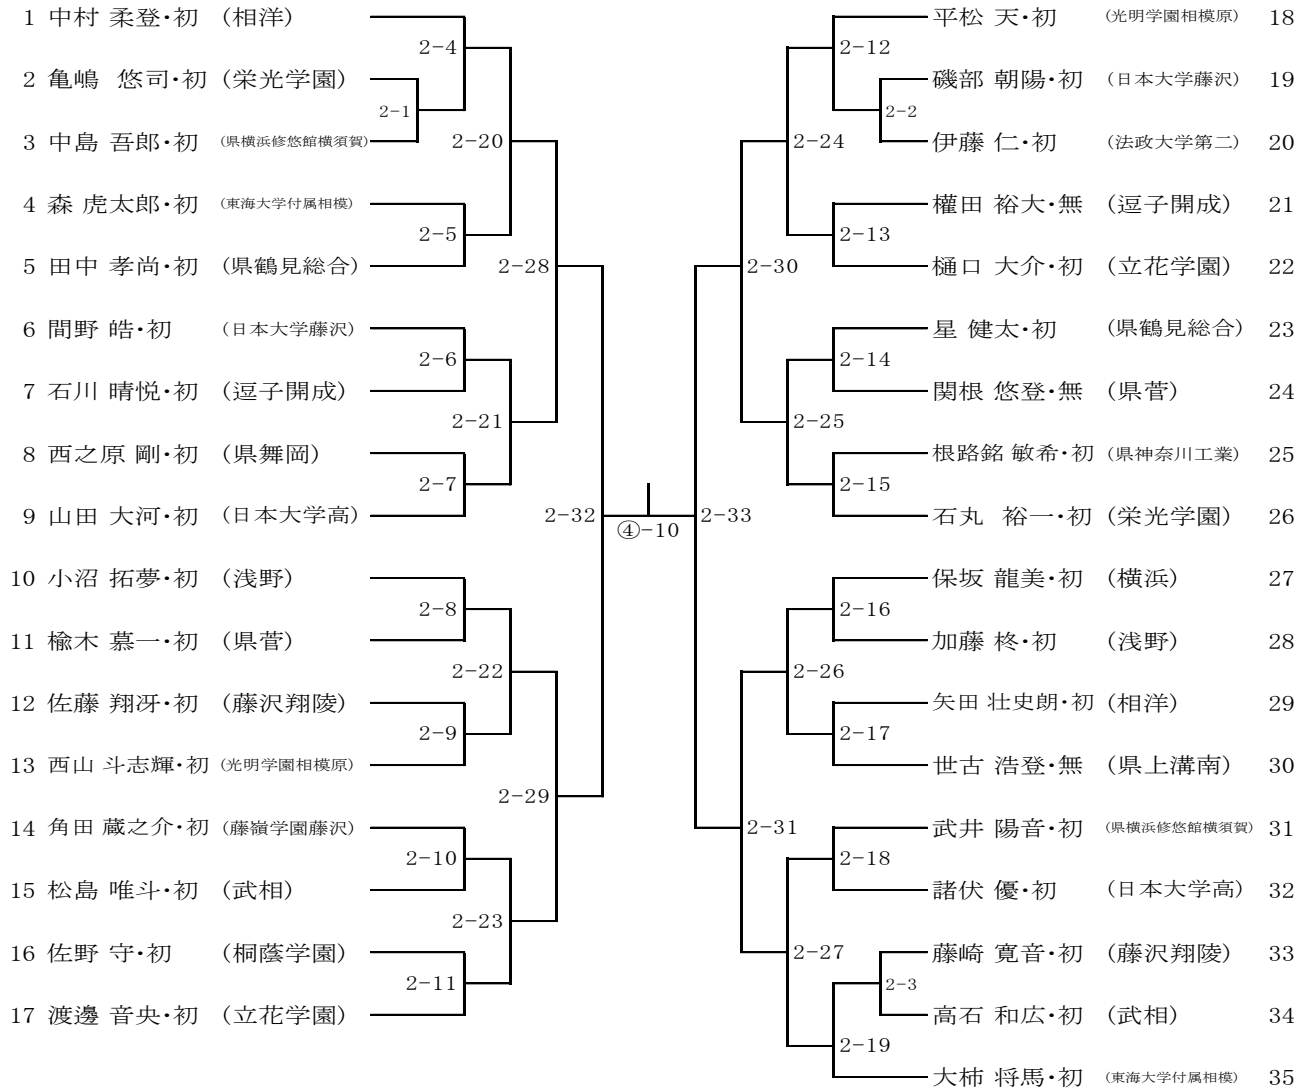 1 中村 柔登・初 (相洋)
2 亀嶋 悠司・初 (栄光学園)
3 中島 吾郎・初 (県横浜修悠館横須賀)
4 森 虎太郎・初 (東海大学付属相模)
5 田中 孝尚・初 (県鶴見総合)
6 間野 皓・初 (日本大学藤沢)
7 石川 晴悦・初 (逗子開成)
8 西之原 剛・初 (県舞岡)
9 山田 大河・初 (日本大学高)
10 小沼 拓夢・初 (浅野)
11 楡木 慕一・初 (県菅)
12 佐藤 翔冴・初 (藤沢翔陵)
13 西山 斗志輝・初 (光明学園相模原)
14 角田 蔵之介・初 (藤嶺学園藤沢)
15 松島 唯斗・初 (武相)
16 佐野 守・初 (桐蔭学園)
17 渡邊 音央・初 (立花学園)
2-1
2-4
2-5
2-6
2-7
2-8
2-9
2-10
2-11
2-20
2-21
2-22
2-23
2-28
2-29
2-32
④-10
2-33
2-30
2-31
2-24
2-25
2-26
2-27
2-12
2-13
2-14
2-15
2-16
2-17
2-18
2-19
2-2
2-3
平松 天・初 (光明学園相模原) 18
磯部 朝陽・初 (日本大学藤沢) 19
伊藤 仁・初 (法政大学第二) 20
權田 裕大・無 (逗子開成) 21
樋口 大介・初 (立花学園) 22
星 健太・初 (県鶴見総合) 23
関根 悠登・無 (県菅) 24
根路銘 敏希・初 (県神奈川工業) 25
石丸 裕一・初 (栄光学園) 26
保坂 龍美・初 (横浜) 27
加藤 柊・初 (浅野) 28
矢田 壮史朗・初 (相洋) 29
世古 浩登・無 (県上溝南) 30
武井 陽音・初 (県横浜修悠館横須賀) 31
諸伏 優・初 (日本大学高) 32
藤崎 寛音・初 (藤沢翔陵) 33
高石 和広・初 (武相) 34
大柿 将馬・初 (東海大学付属相模) 35